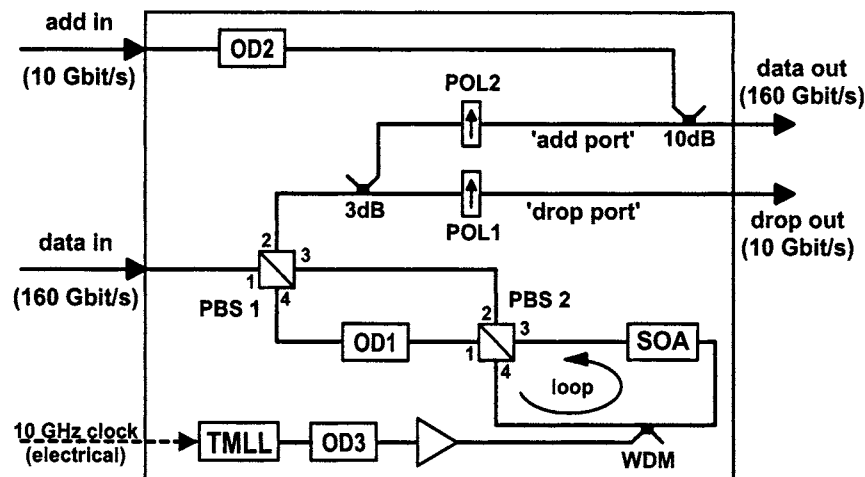 add in
(10 Gbit/s)
OD2
POL2
'add port'
10dB
data out
(160 Gbit/s)
3dB
POL1
'drop port'
drop out
(10 Gbit/s)
data in
(160 Gbit/s)
2
3
1
4
PBS 1
OD1
PBS 2
2
3
1
4
SOA
loop
10 GHz clock
(electrical)
TMLL
OD3
WDM